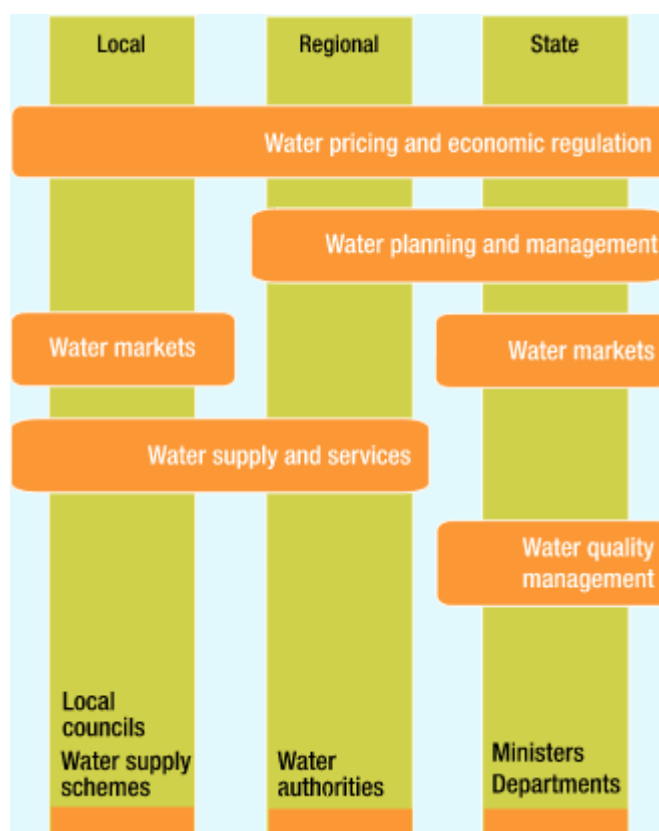 Local
Regional
State
Water pricing and economic regulation
Water planning and management
Water markets
Water markets
Water supply and services
Water quality
management
Local
councils
Water supply
schemes
Water
authorities
Ministers
Departments